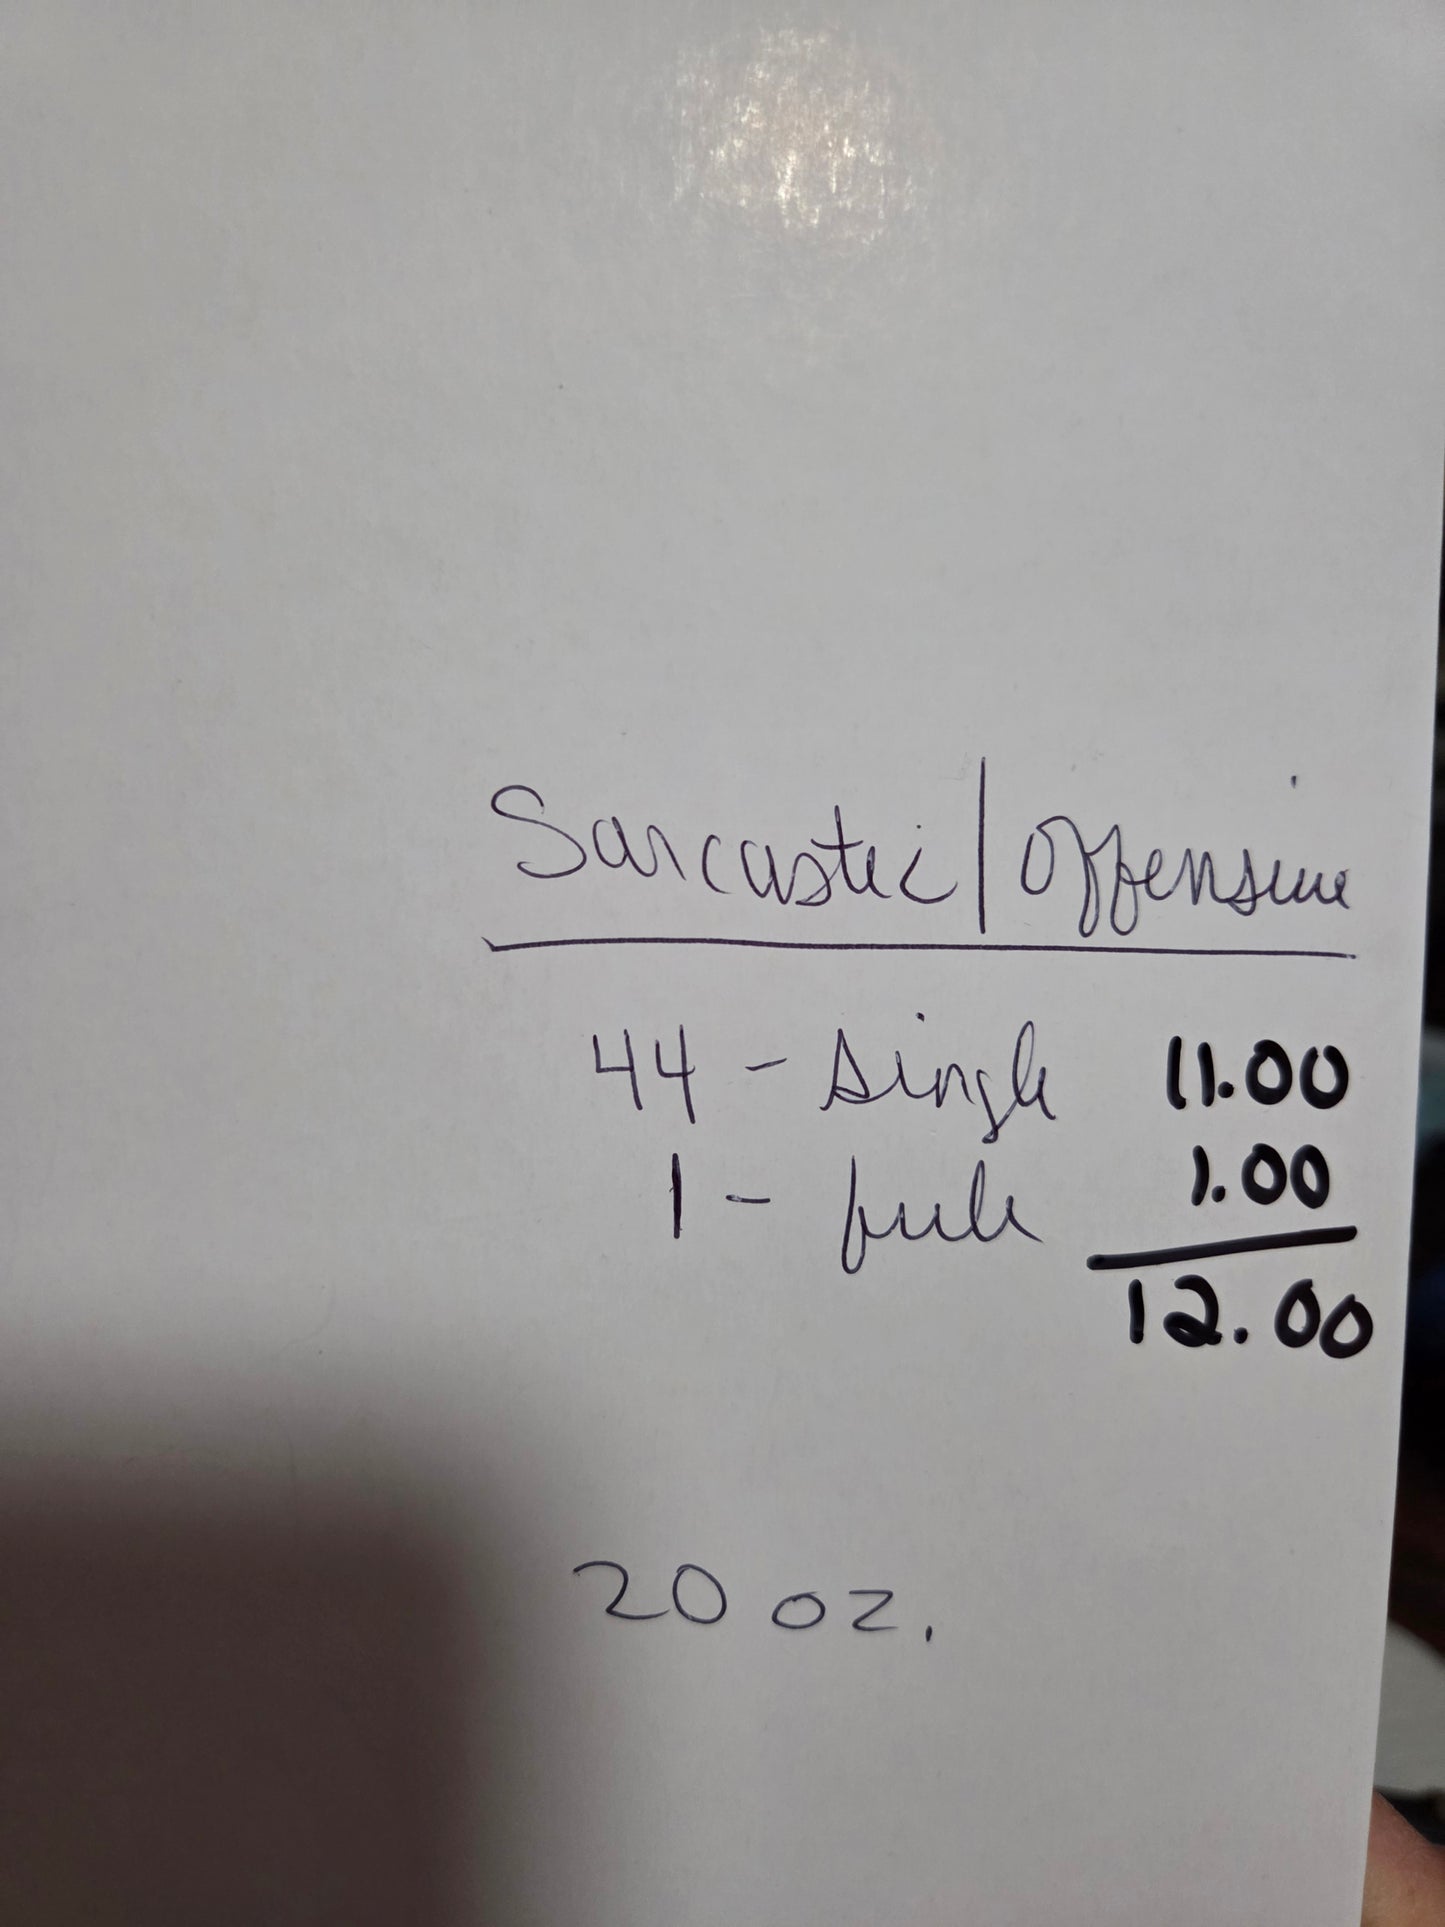 Sarcastic | Offensive
44 - single 11.00
1 - full 1.00
12.00
20 oz.